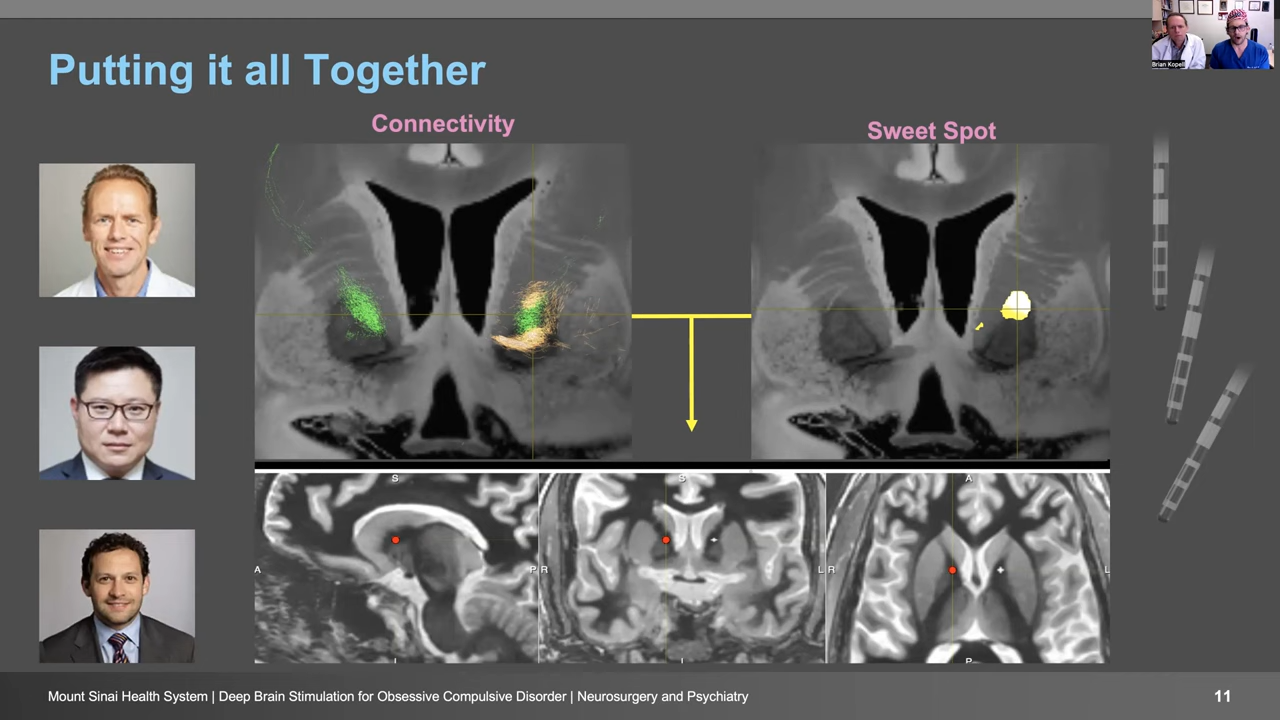 Putting it all Together
Brian Kopell
Connectivity
Sweet Spot
S
A
P
I
S
R
L
I
A
R
L
P
Mount Sinai Health System | Deep Brain Stimulation for Obsessive Compulsive Disorder | Neurosurgery and Psychiatry
11